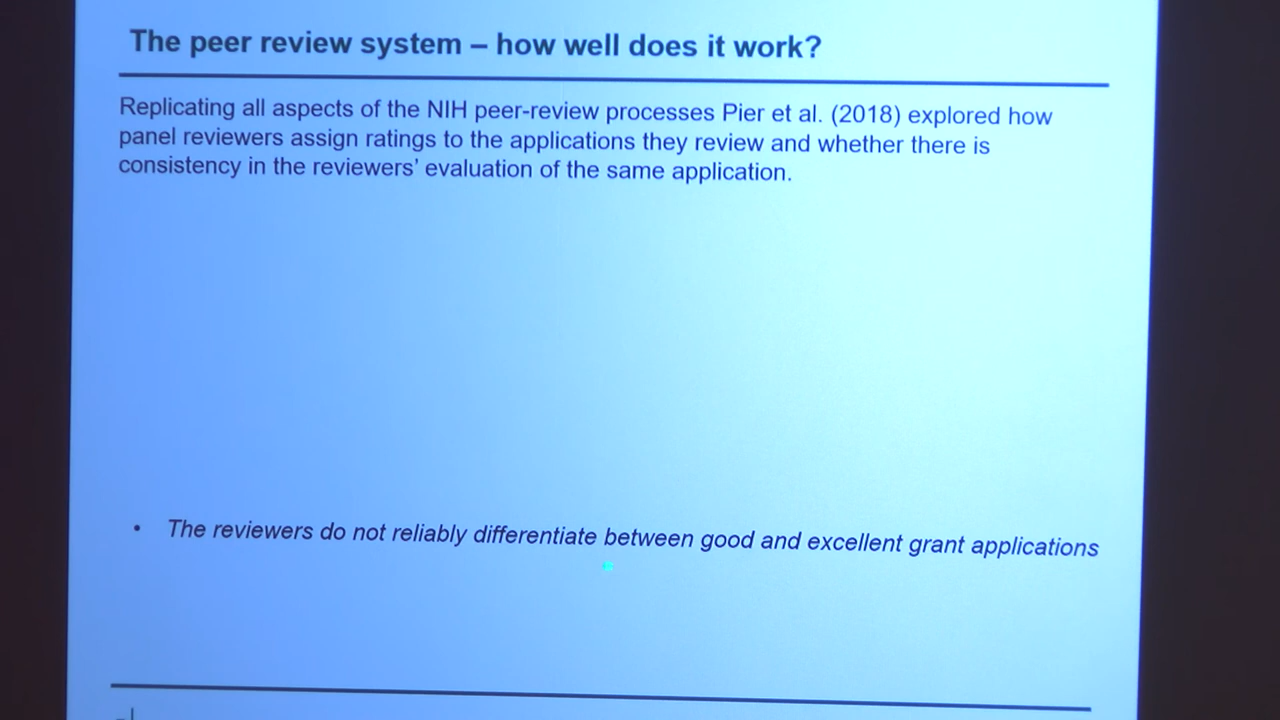 The peer review system – how well does it work?
Replicating all aspects of the NIH peer-review processes Pier et al. (2018) explored how
panel reviewers assign ratings to the applications they review and whether there is
consistency in the reviewers’ evaluation of the same application.
• The reviewers do not reliably differentiate between good and excellent grant applications